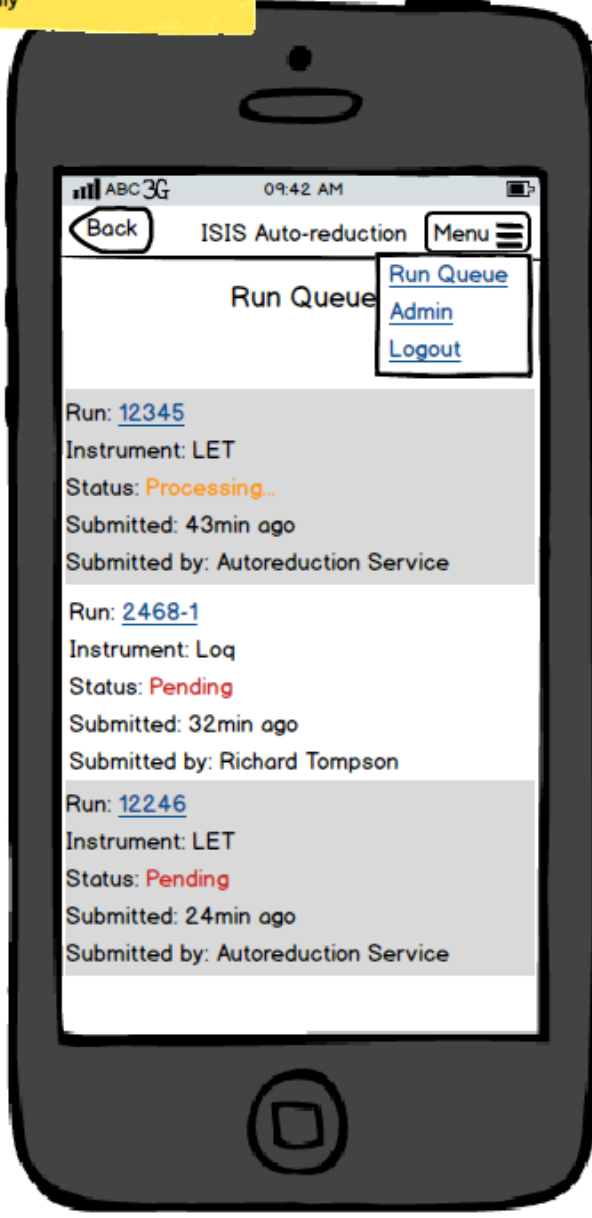 ABC 3G 09:42 AM
Back ISIS Auto-reduction Menu
Run Queue
Admin
Logout
Run Queue
Run: 12345
Instrument: LET
Status: Processing...
Submitted: 43min ago
Submitted by: Autoreduction Service
Run: 2468-1
Instrument: Loq
Status: Pending
Submitted: 32min ago
Submitted by: Richard Tompson
Run: 12246
Instrument: LET
Status: Pending
Submitted: 24min ago
Submitted by: Autoreduction Service